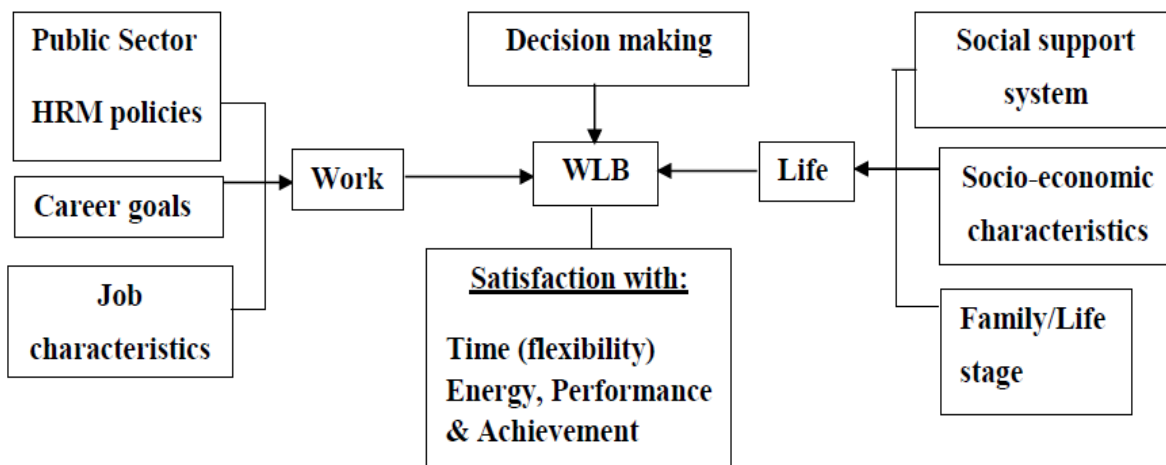 Public Sector
HRM policies
Career goals
Job
characteristics
Work
Decision making
WLB
Satisfaction with:
Time (flexibility)
Energy, Performance
& Achievement
Life
Social support
system
Socio-economic
characteristics
Family/Life
stage